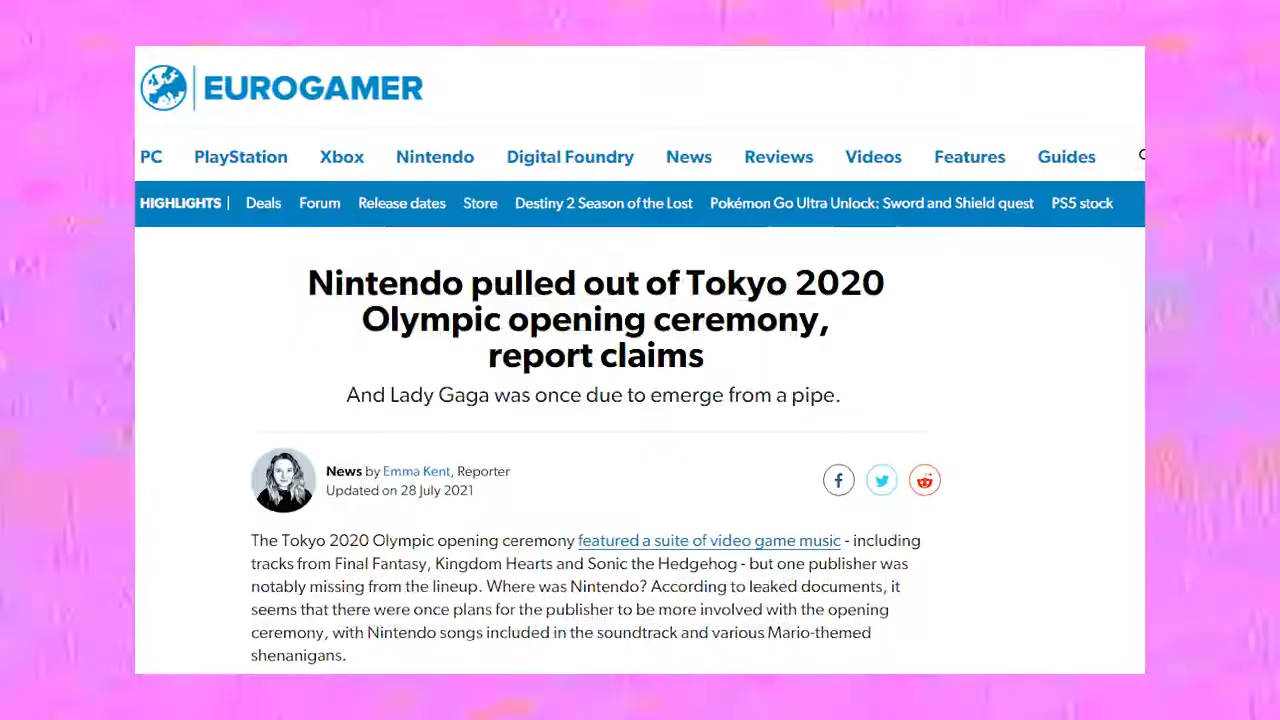 EUROGAMER
PC PlayStation Xbox Nintendo Digital Foundry News Reviews Videos Features Guides
HIGHLIGHTS | Deals Forum Release dates Store Destiny 2 Season of the Lost Pokémon Go Ultra Unlock: Sword and Shield quest PS5 stock
Nintendo pulled out of Tokyo 2020
Olympic opening ceremony,
report claims
And Lady Gaga was once due to emerge from a pipe.
News by Emma Kent, Reporter
Updated on 28 July 2021
The Tokyo 2020 Olympic opening ceremony featured a suite of video game music - including
tracks from Final Fantasy, Kingdom Hearts and Sonic the Hedgehog - but one publisher was
notably missing from the lineup. Where was Nintendo? According to leaked documents, it
seems that there were once plans for the publisher to be more involved with the opening
ceremony, with Nintendo songs included in the soundtrack and various Mario-themed
shenanigans.